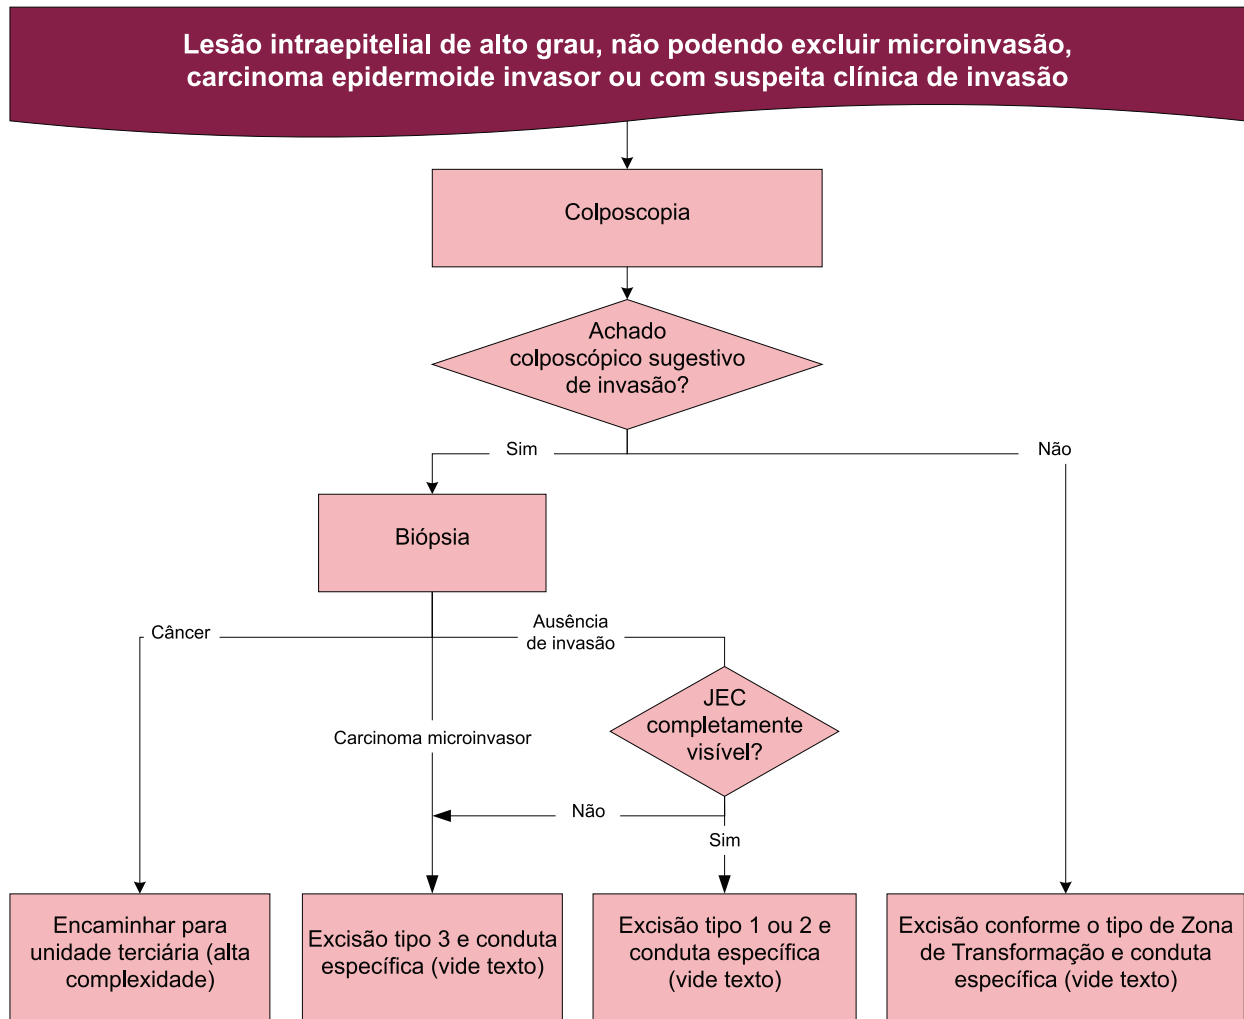 Lesão intraepitelial de alto grau, não podendo excluir microinvasão,
carcinoma epidermoide invasor ou com suspeita clínica de invasão
Colposcopia
Achado
colposcópico sugestivo
de invasão?
Sim
Não
Biópsia
Câncer
Ausência
de invasão
JEC
completamente
visível?
Carcinoma microinvasor
Não
Sim
Encaminhar para
unidade terciária (alta
complexidade)
Excisão tipo 3 e conduta
específica (vide texto)
Excisão tipo 1 ou 2 e
conduta específica
(vide texto)
Excisão conforme o tipo de Zona
de Transformação e conduta
específica (vide texto)